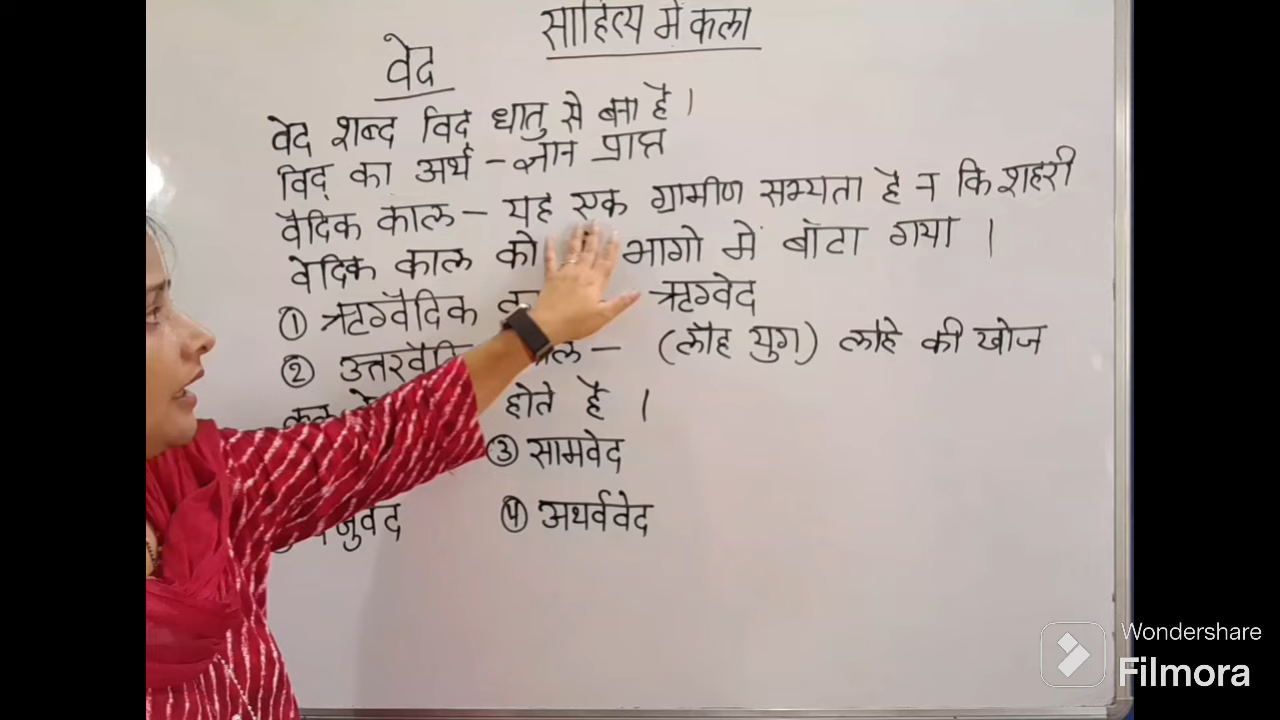 साहित्य में कला
वेद
वेद शब्द विद् धातु से बना है।
विद् का अर्थ - ज्ञान प्राप्त
वैदिक काल - यह एक ग्रामीण सभ्यता है न कि शहरी
वैदिक काल को भागो में बाँटा गया ।
① ऋग्वैदिक - ऋग्वेद
② उत्तरवैदि - (लौह युग) लोहे की खोज
होते है ।
③ सामवेद
④ अथर्ववेद
Wondershare
Filmora